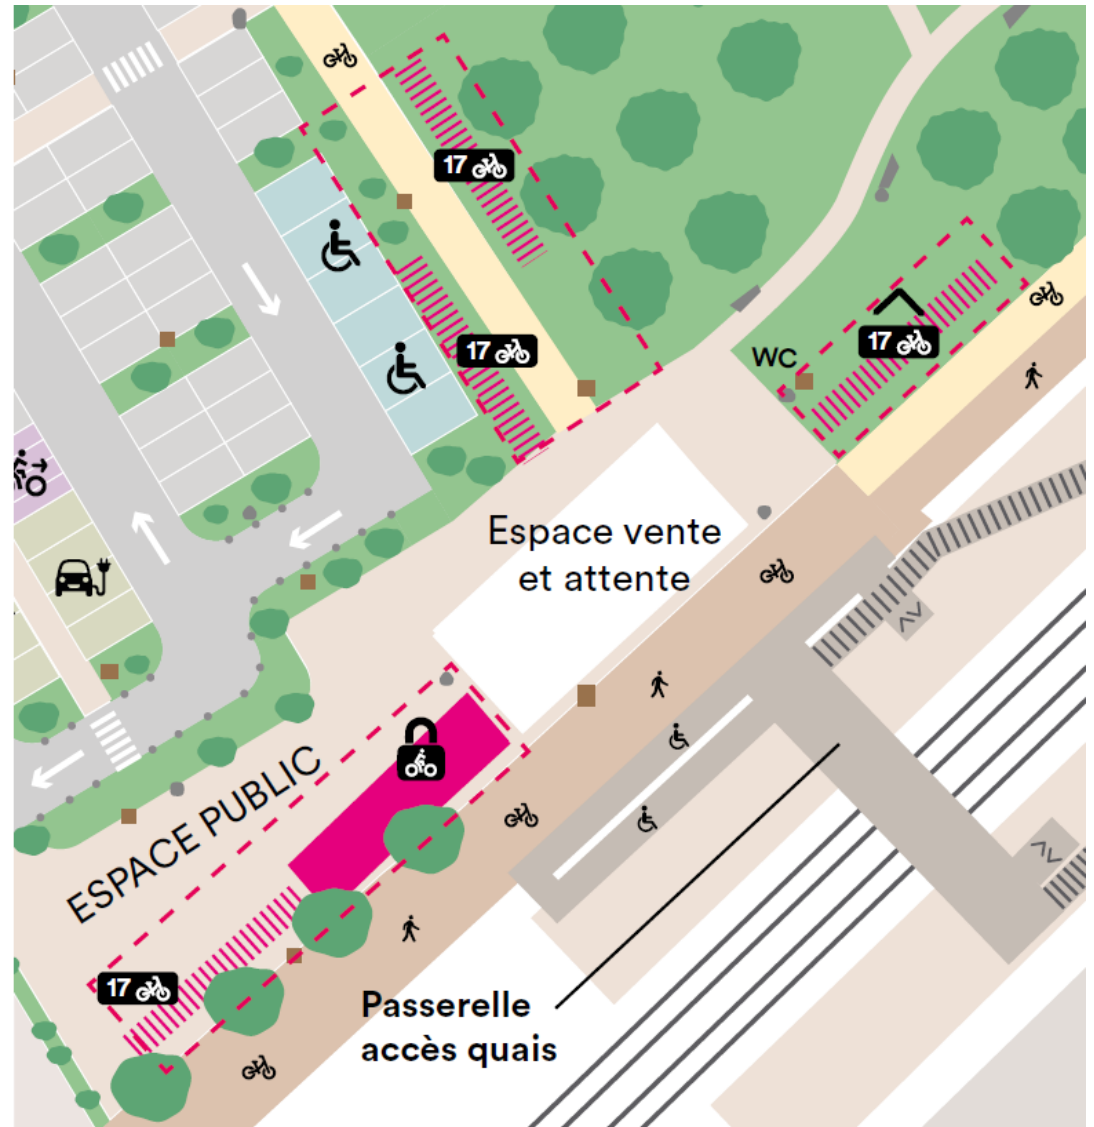 17
17
17
WC
Espace vente
et attente
ESPACE PUBLIC
17
Passerelle
accès quais